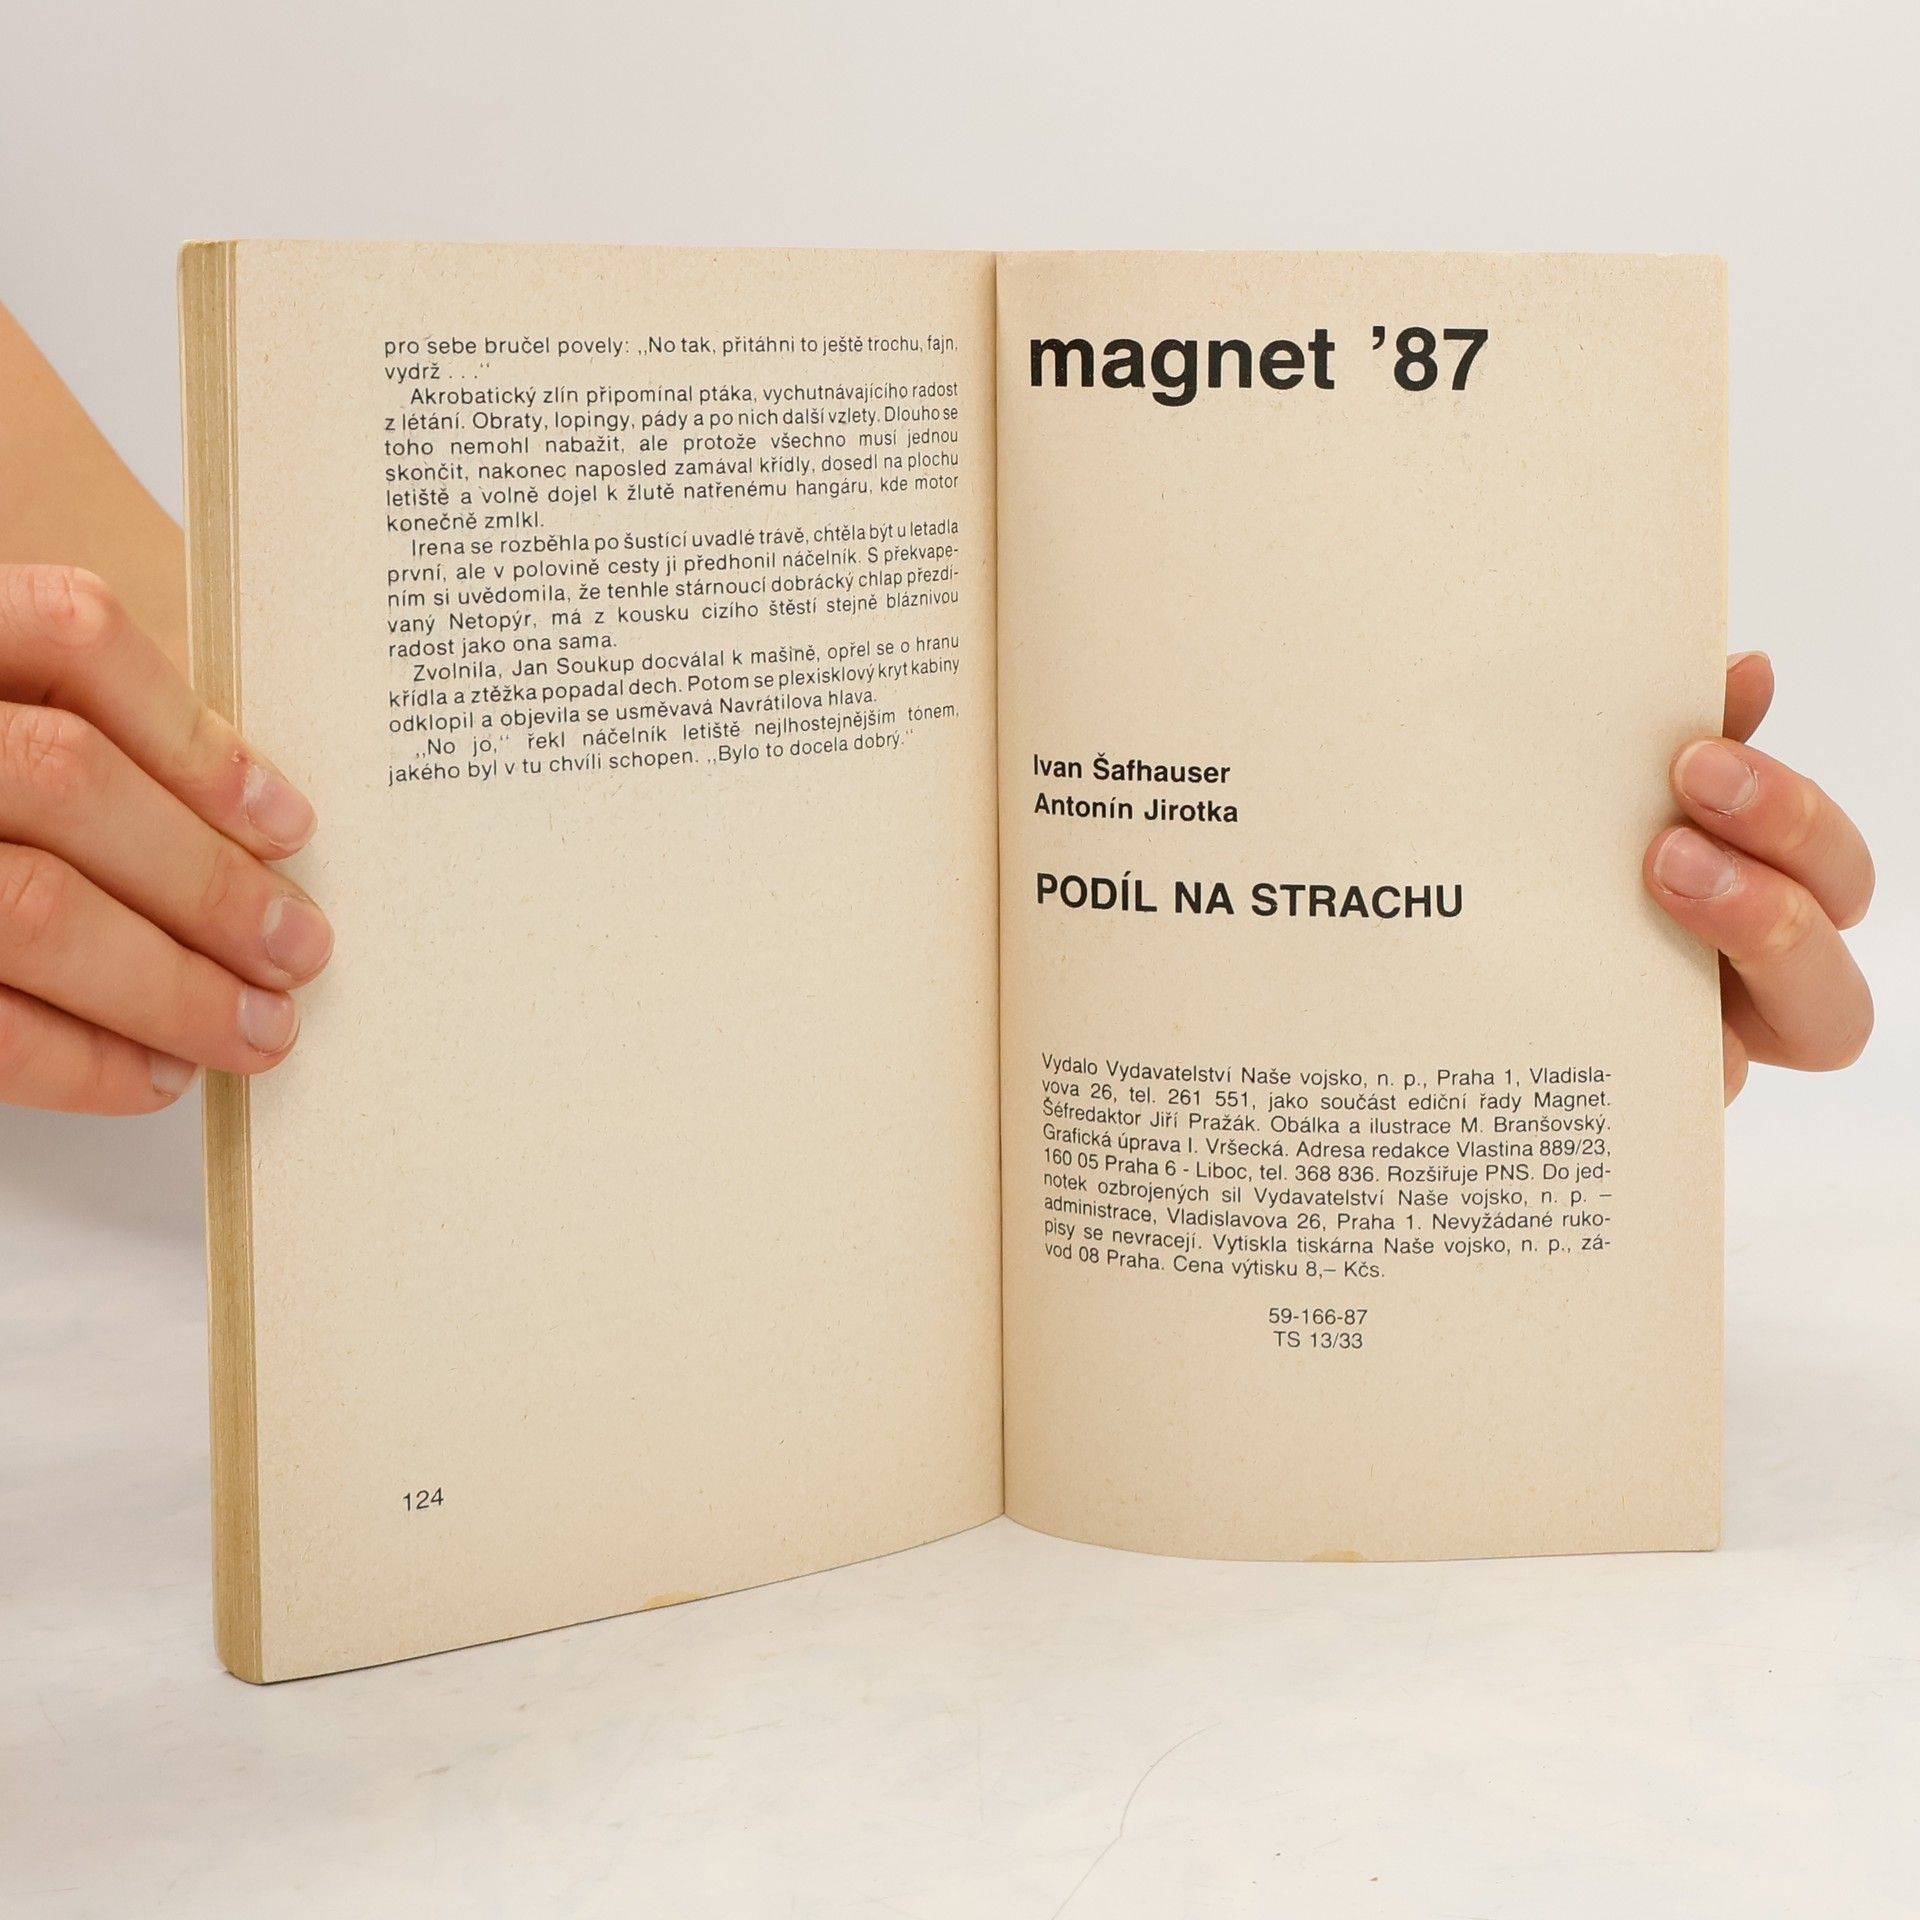 pro sebe bručel povely: ,,No tak, přitáhni to ještě trochu, fajn,
vydrž . . .“
Akrobatický zlín připomínal ptáka, vychutnávajícího radost
z létání. Obraty, lopingy, pády a po nich další vzlety. Dlouho se
toho nemohl nabažit, ale protože všechno musí jednou
skončit, nakonec naposled zamával křídly, dosedl na plochu
letiště a volně dojel k žlutě natřenému hangáru, kde motor
konečně zmlkl.
Irena se rozběhla po šustící uvadlé trávě, chtěla být u letadla
první, ale v polovině cesty ji předhonil náčelník. S překvape-
ním si uvědomila, že tenhle stárnoucí dobrácký chlap přezdí-
vaný Netopýr, má z kousku cizího štěstí stejně bláznivou
radost jako ona sama.
Zvolnila, Jan Soukup docválal k mašině, opřel se o hranu
křídla a ztěžka popadal dech. Potom se plexisklový kryt kabiny
odklopil a objevila se usměvavá Navrátilova hlava.
,,No jo,“ řekl náčelník letiště nejlhostejnějším tónem,
jakého byl v tu chvíli schopen. ,,Bylo to docela dobrý.“
124
magnet ’87
Ivan Šafhauser
Antonín Jirotka
PODÍL NA STRACHU
Vydalo Vydavatelství Naše vojsko, n. p., Praha 1, Vladisla-
vova 26, tel. 261 551, jako součást ediční řady Magnet.
Šéfredaktor Jiří Pražák. Obálka a ilustrace M. Branšovský.
Grafická úprava I. Vršecká. Adresa redakce Vlastina 889/23,
160 05 Praha 6 - Liboc, tel. 368 836. Rozšiřuje PNS. Do jed-
notek ozbrojených sil Vydavatelství Naše vojsko, n. p. –
administrace, Vladislavova 26, Praha 1. Nevyžádané ruko-
pisy se nevracejí. Vytiskla tiskárna Naše vojsko, n. p., zá-
vod 08 Praha. Cena výtisku 8,– Kčs.
59-166-87
TS 13/33